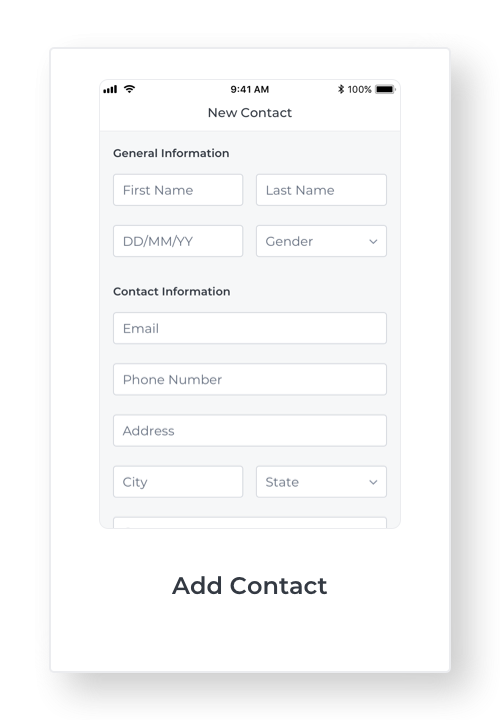 9:41 AM 100%
New Contact
General Information
First Name Last Name
DD/MM/YY Gender
Contact Information
Email
Phone Number
Address
City State
Add Contact